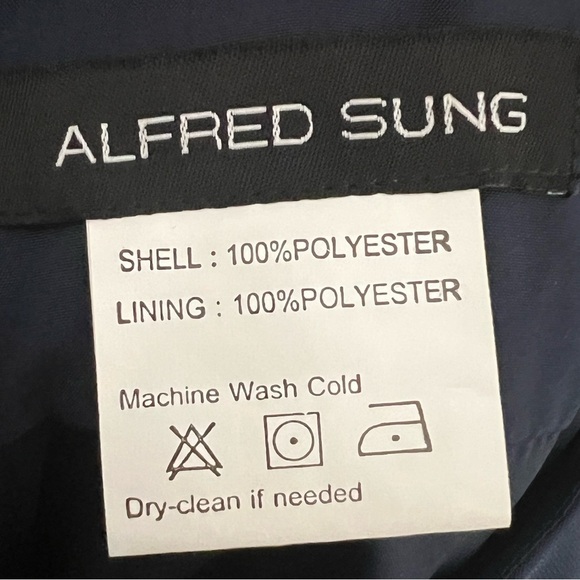 ALFRED SUNG
SHELL : 100%POLYESTER
LINING : 100%POLYESTER
Machine Wash Cold
Dry-clean if needed